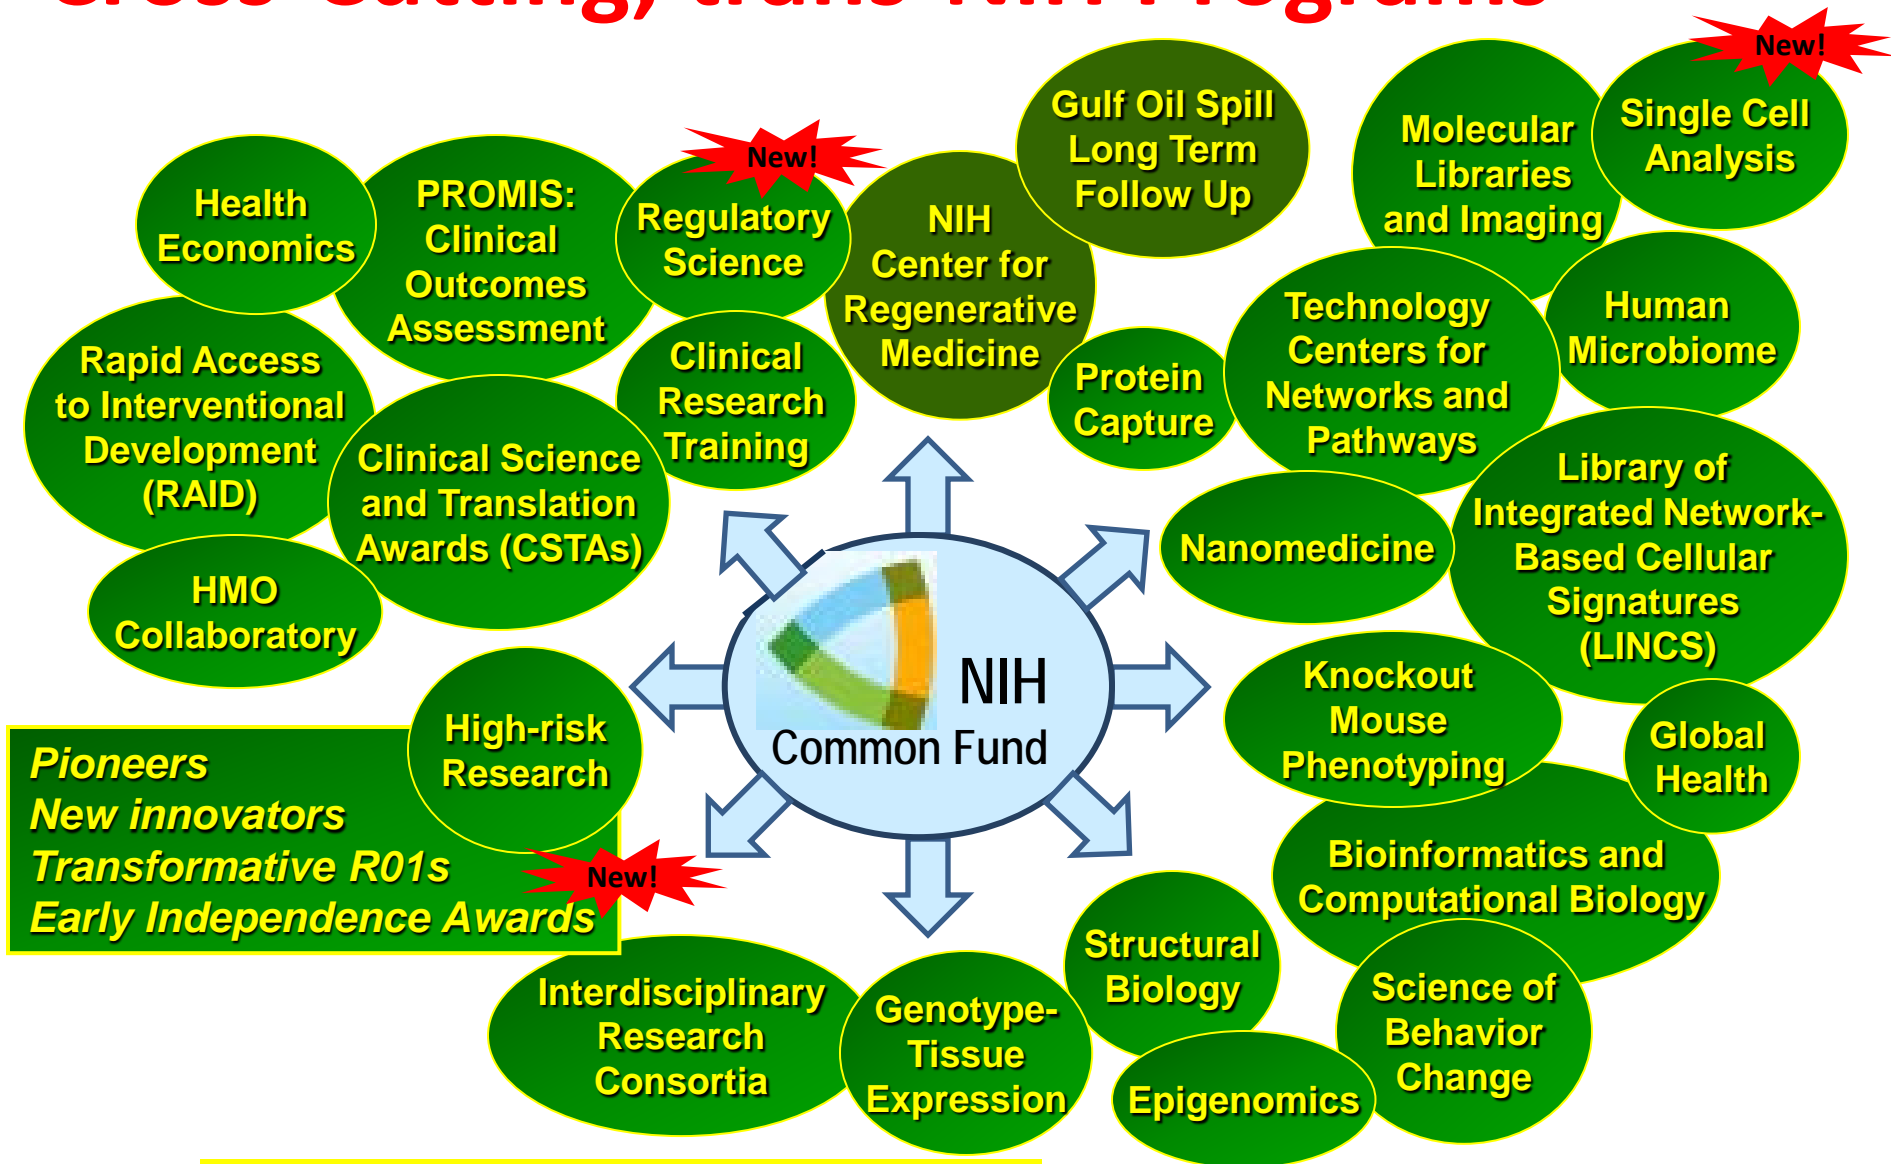 Cross-Cutting, trans-NIH Programs
New!
Gulf Oil Spill
Long Term
Follow Up
Molecular
Libraries
and Imaging
Single Cell
Analysis
Health
Economics
PROMIS:
Clinical
Outcomes
Assessment
New!
Regulatory
Science
NIH
Center for
Regenerative
Medicine
Technology
Centers for
Networks and
Pathways
Human
Microbiome
Rapid Access
to Interventional
Development
(RAID)
Clinical Science
and Translation
Awards (CSTAs)
Clinical
Research
Training
Protein
Capture
Library of
Integrated Network-
Based Cellular
Signatures
(LINCS)
Nanomedicine
HMO
Collaboratory
NIH
Common Fund
Knockout
Mouse
Phenotyping
Global
Health
High-risk
Research
Pioneers
New innovators
Transformative R01s
Early Independence Awards
New!
Bioinformatics and
Computational Biology
Structural
Biology
Science of
Behavior
Change
Interdisciplinary
Research
Consortia
Genotype-
Tissue
Expression
Epigenomics